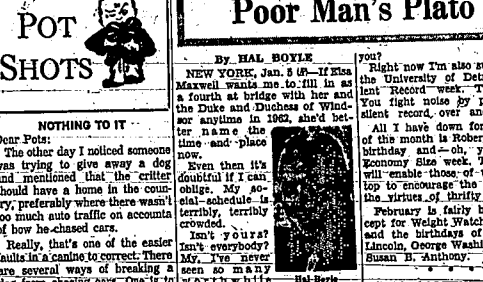 POT
SHOTS
NOTHING TO IT
Dear Pots:
The other day I noticed someone
was trying to give away a dog
and mentioned that the critter
should have a home in the coun-
try, preferably where there wasn't
too much auto traffic on accounta
of how he chased cars.
Really, that's one of the easier
faults in a canine to correct. There
are several ways of breaking a
Poor Man's Plato
By HAL BOYLE
NEW YORK, Jan. 5 (AP)—If Elsa
Maxwell wants me to fill in as
a fourth at bridge with her and
the Duke and Duchess of Wind-
sor anytime in 1962, she'd bet-
ter name the
time and place
now.
Even then it's
doubtful if I can
oblige. My so-
cial schedule is
terribly, terribly
crowded.
Isn't yours?
Isn't everybody?
My, I've never
seen so many
worthwhile
Hal Boyle
you?
Right now I'm also
the University of Det
lent Record week. T
You fight noise by p
silent record, over an
All I have down for
of the month is Rober
birthday and—oh, y
Economy Size week. T
will enable those of
top to encourage the
the virtues of thrifty
February is fairly
cept for Weight Watch
and the birthdays of
Lincoln, George Washi
Susan B. Anthony.